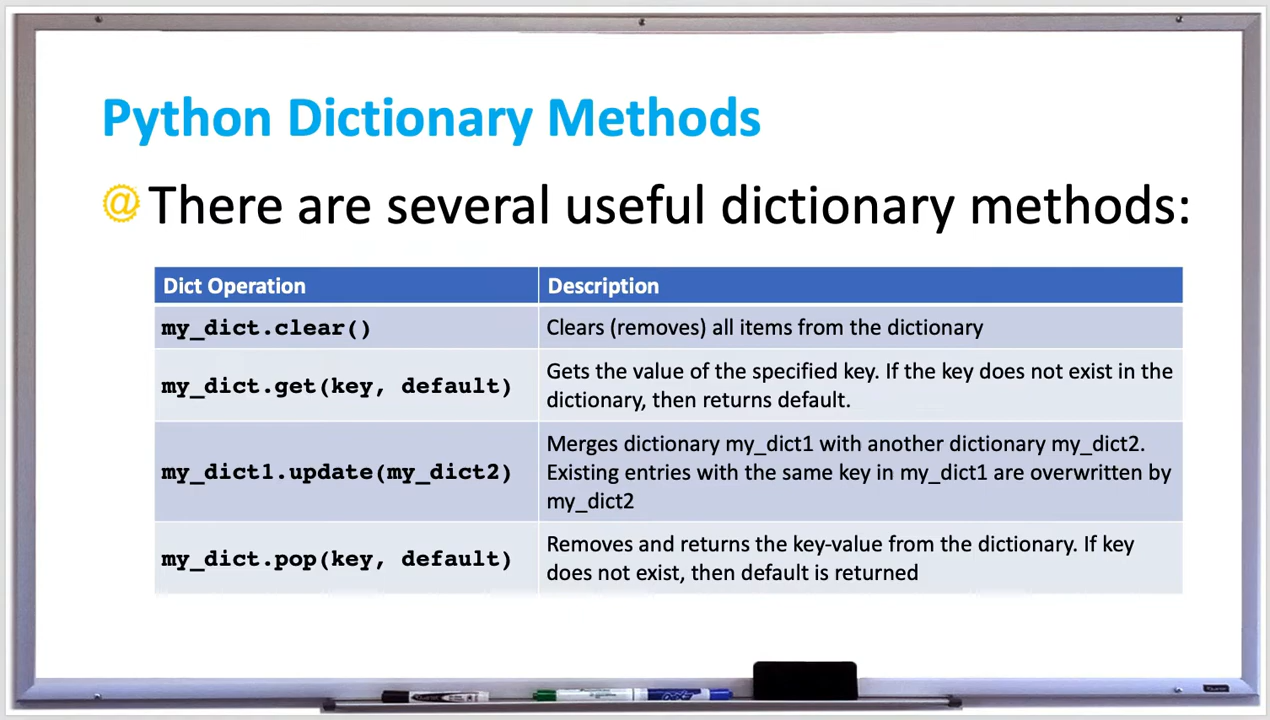 Python Dictionary Methods
@ There are several useful dictionary methods:
Dict Operation
Description
my_dict.clear()
Clears (removes) all items from the dictionary
my_dict.get(key, default)
Gets the value of the specified key. If the key does not exist in the
dictionary, then returns default.
my_dict1.update(my_dict2)
Merges dictionary my_dict1 with another dictionary my_dict2.
Existing entries with the same key in my_dict1 are overwritten by
my_dict2
my_dict.pop(key, default)
Removes and returns the key-value from the dictionary. If key
does not exist, then default is returned